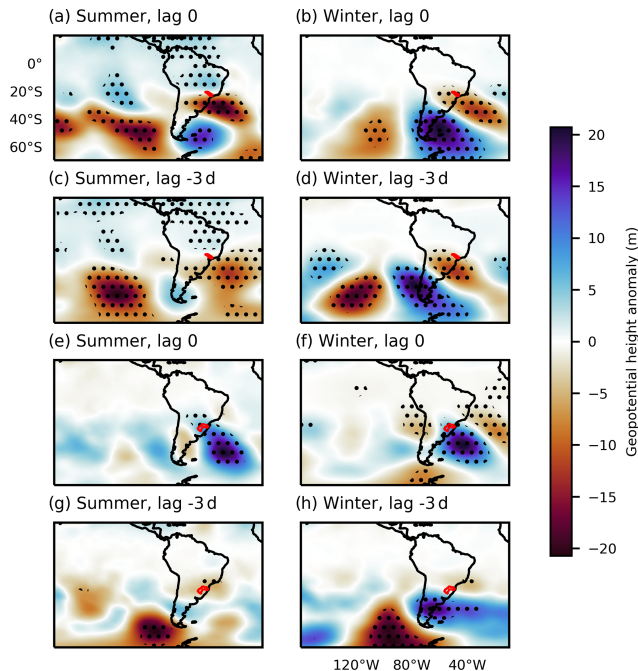 (a) Summer, lag 0
(b) Winter, lag 0
0°
20°S
40°S
60°S
(c) Summer, lag -3 d
(d) Winter, lag -3 d
(e) Summer, lag 0
(f) Winter, lag 0
(g) Summer, lag -3 d
(h) Winter, lag -3 d
120°W 80°W 40°W
20
15
10
5
0
−5
−10
−15
−20
Geopotential height anomaly (m)